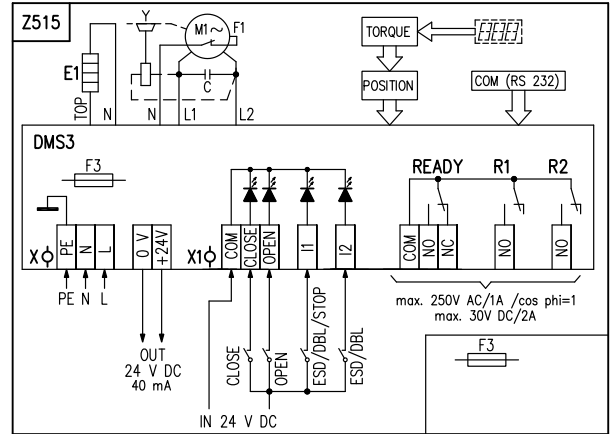 Z515
Y
M1~
F1
TORQUE
E1
C
POSITION
COM (RS 232)
TOP
N
N
L1
L2
DMS3
F3
READY
R1
R2
X
PE
N
L
0 V
+24V
X1
COM
CLOSE
OPEN
I1
I2
COM
NO
NC
NO
NO
PE N L
OUT
24 V DC
40 mA
CLOSE
OPEN
ESD/DBL/STOP
ESD/DBL
IN 24 V DC
max. 250V AC/1A /cos phi=1
max. 30V DC/2A
F3